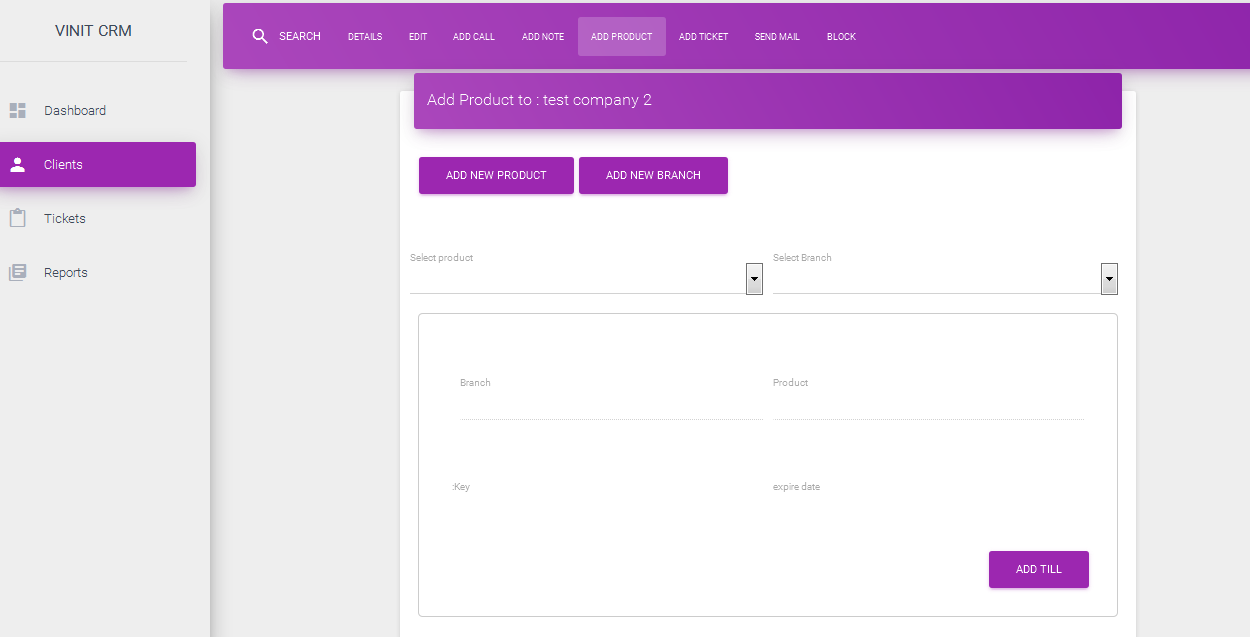 VINIT CRM
SEARCH DETAILS EDIT ADD CALL ADD NOTE ADD PRODUCT ADD TICKET SEND MAIL BLOCK
Dashboard
Clients
Tickets
Reports
Add Product to : test company 2
ADD NEW PRODUCT ADD NEW BRANCH
Select product Select Branch
Branch Product
:Key expire date
ADD TILL